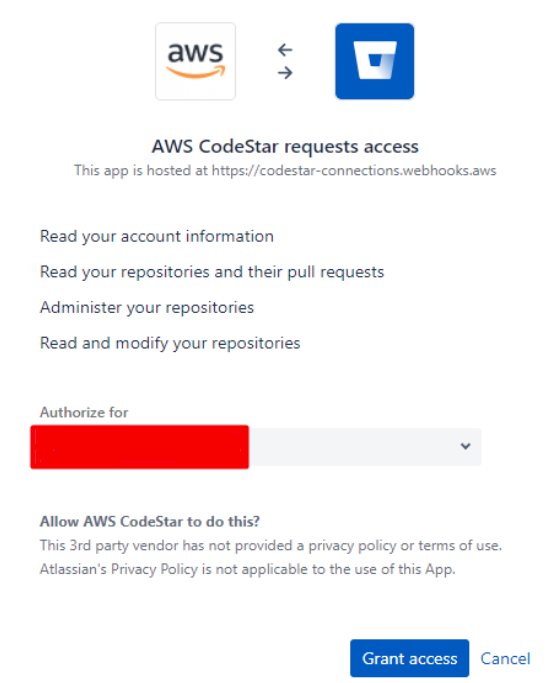 aws
AWS CodeStar requests access
This app is hosted at https://codestar-connections.webhooks.aws
Read your account information
Read your repositories and their pull requests
Administer your repositories
Read and modify your repositories
Authorize for
Allow AWS CodeStar to do this?
This 3rd party vendor has not provided a privacy policy or terms of use.
Atlassian's Privacy Policy is not applicable to the use of this App.
Grant access Cancel